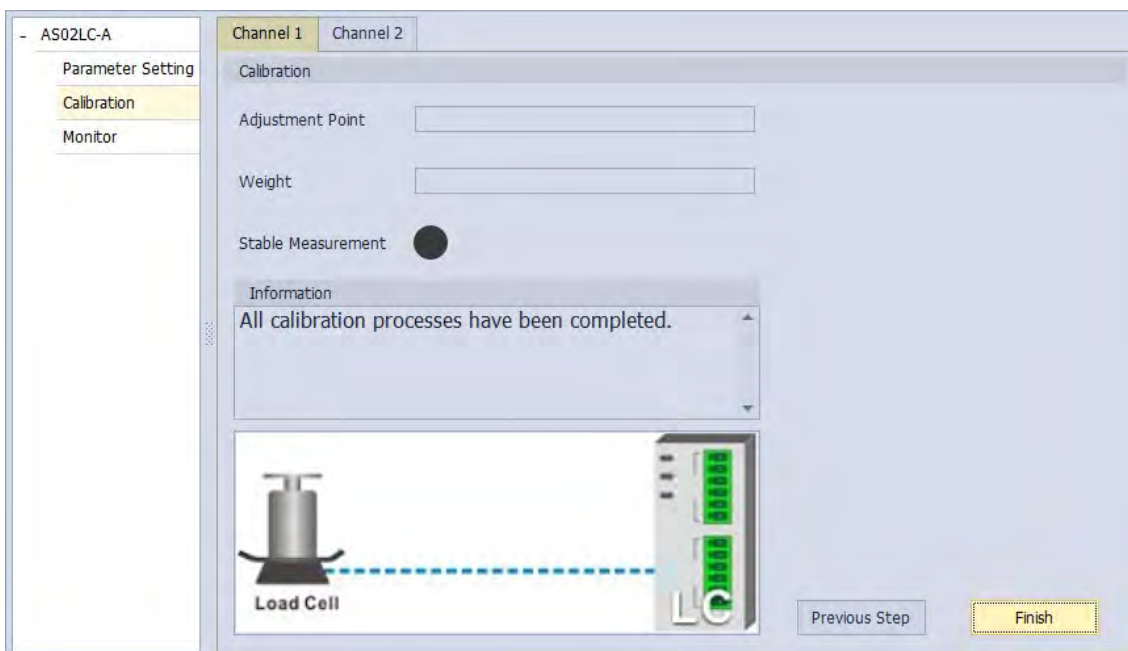 - AS02LC-A
Parameter Setting
Calibration
Monitor
Channel 1 Channel 2
Calibration
Adjustment Point
Weight
Stable Measurement
Information
All calibration processes have been completed.
Load Cell
LC
Previous Step Finish